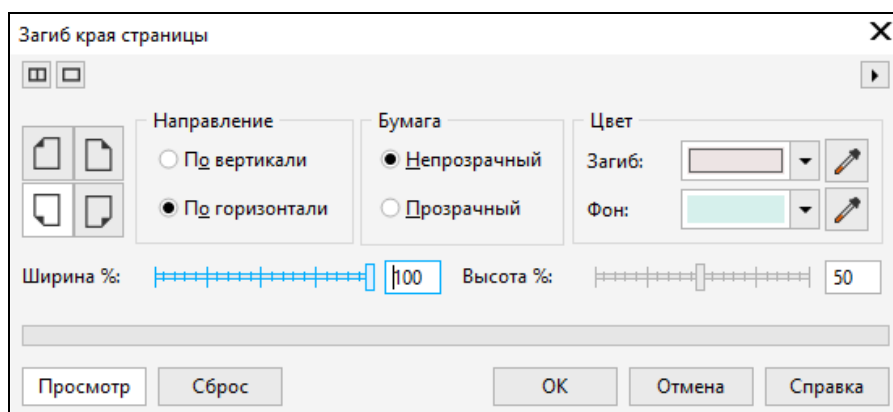 Загиб края страницы
Направление
По вертикали
По горизонтали
Бумага
Непрозрачный
Прозрачный
Цвет
Загиб:
Фон:
Ширина %: 100 Высота %: 50
Просмотр Сброс ОК Отмена Справка